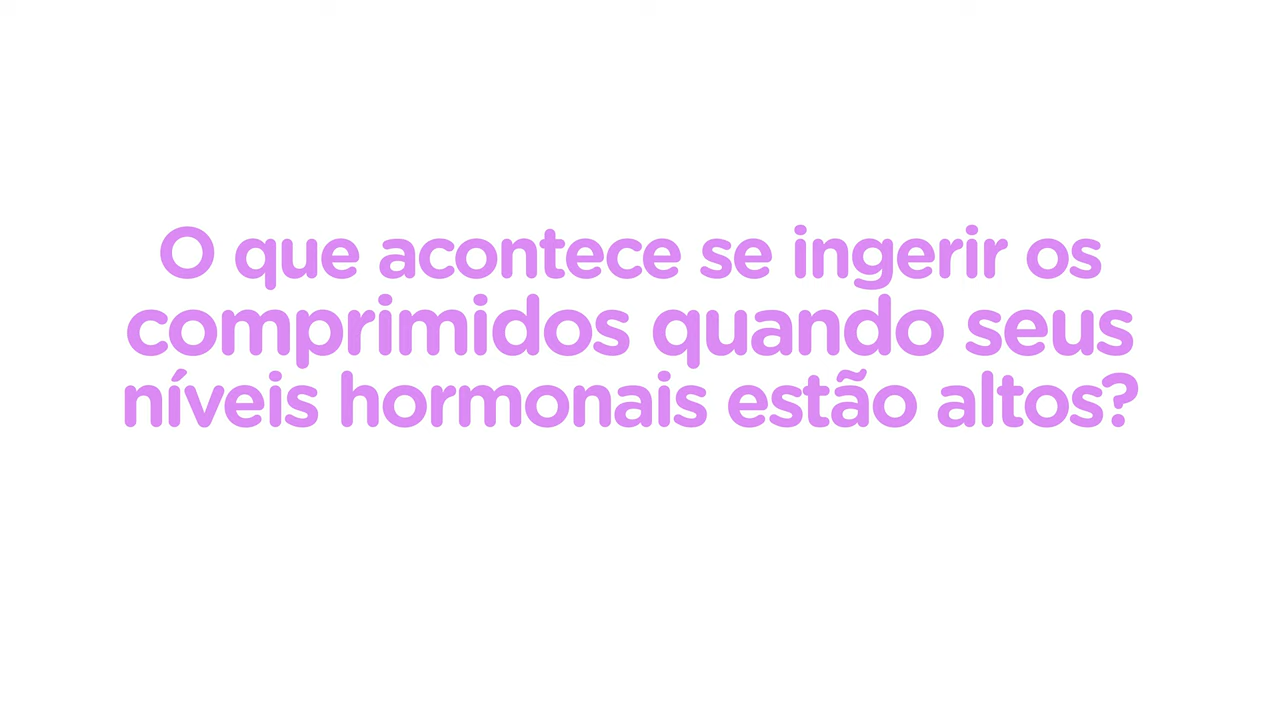 O que acontece se ingerir os
comprimidos quando seus
níveis hormonais estão altos?